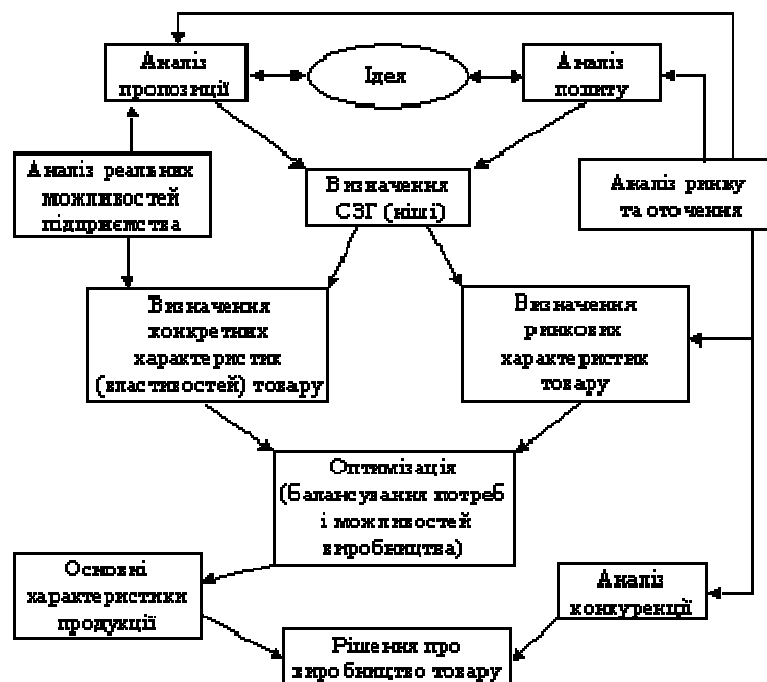 Аналіз
пропозиції
Ідея
Аналіз
попиту
Аналіз реальних
можливостей
підприємства
Визначення
СЗГ (ніші)
Аналіз ринку
та оточення
Визначення
конкретних
характеристик
(властивостей) товару
Визначення
ринкових
характеристик
товару
Оптимізація
(балансування потреб
і можливостей
виробництва)
Основні
характеристики
продукції
Аналіз
конкуренції
Рішення про
виробництво товару